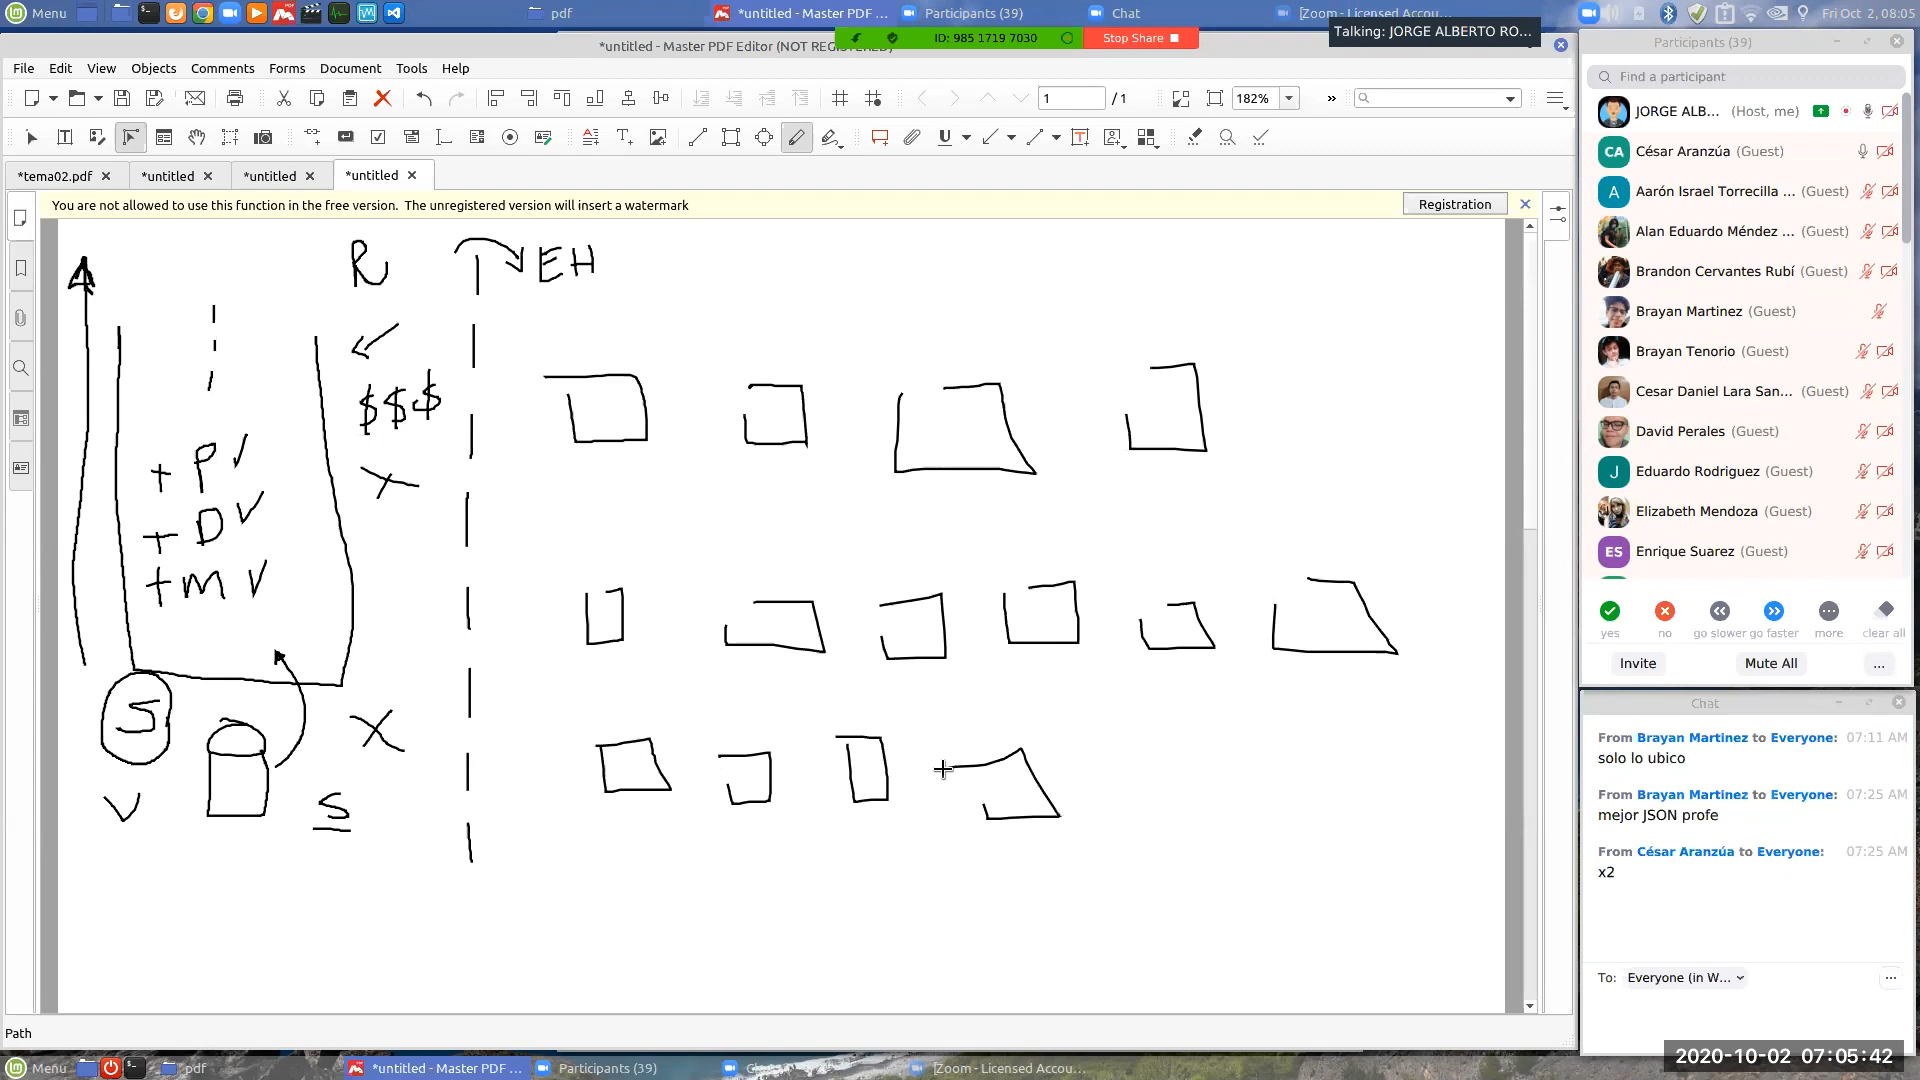 Menu
pdf
*untitled - Master PDF ...
Participants (39)
Chat
[Zoom - Licensed Accou...
Fri Oct 2, 08:05
*untitled - Master PDF Editor (NOT REGISTERED)
ID: 985 1719 7030
Stop Share
Talking: JORGE ALBERTO RO...
File Edit View Objects Comments Forms Document Tools Help
1 / 1
182%
*tema02.pdf
*untitled
*untitled
*untitled
You are not allowed to use this function in the free version. The unregistered version will insert a watermark
Registration
R EH
$$$
+ P
+ D
+ m
S
S
Path
Participants (39)
Find a participant
JORGE ALB... (Host, me)
CA César Aranzúa (Guest)
A Aarón Israel Torrecilla ... (Guest)
Alan Eduardo Méndez ... (Guest)
Brandon Cervantes Rubí (Guest)
Brayan Martinez (Guest)
Brayan Tenorio (Guest)
Cesar Daniel Lara San... (Guest)
David Perales (Guest)
J Eduardo Rodriguez (Guest)
Elizabeth Mendoza (Guest)
ES Enrique Suarez (Guest)
yes no go slower go faster more clear all
Invite Mute All ...
Chat
From Brayan Martinez to Everyone: 07:11 AM
solo lo ubico
From Brayan Martinez to Everyone: 07:25 AM
mejor JSON profe
From César Aranzúa to Everyone: 07:25 AM
x2
To: Everyone (in W...
2020-10-02 07:05:42
Menu
pdf
*untitled - Master PDF ...
Participants (39)
[Zoom - Licensed Accou...